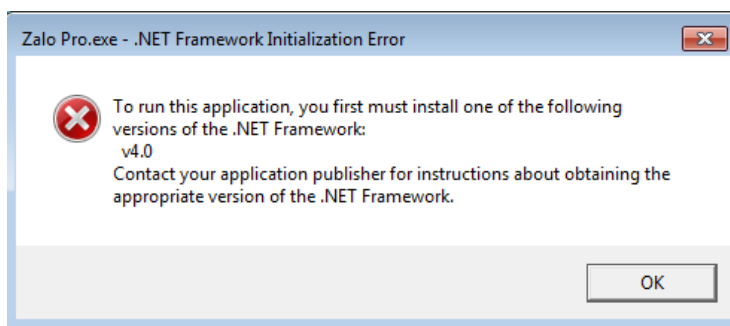 Zalo Pro.exe - .NET Framework Initialization Error
To run this application, you first must install one of the following
versions of the .NET Framework:
v4.0
Contact your application publisher for instructions about obtaining the
appropriate version of the .NET Framework.
OK